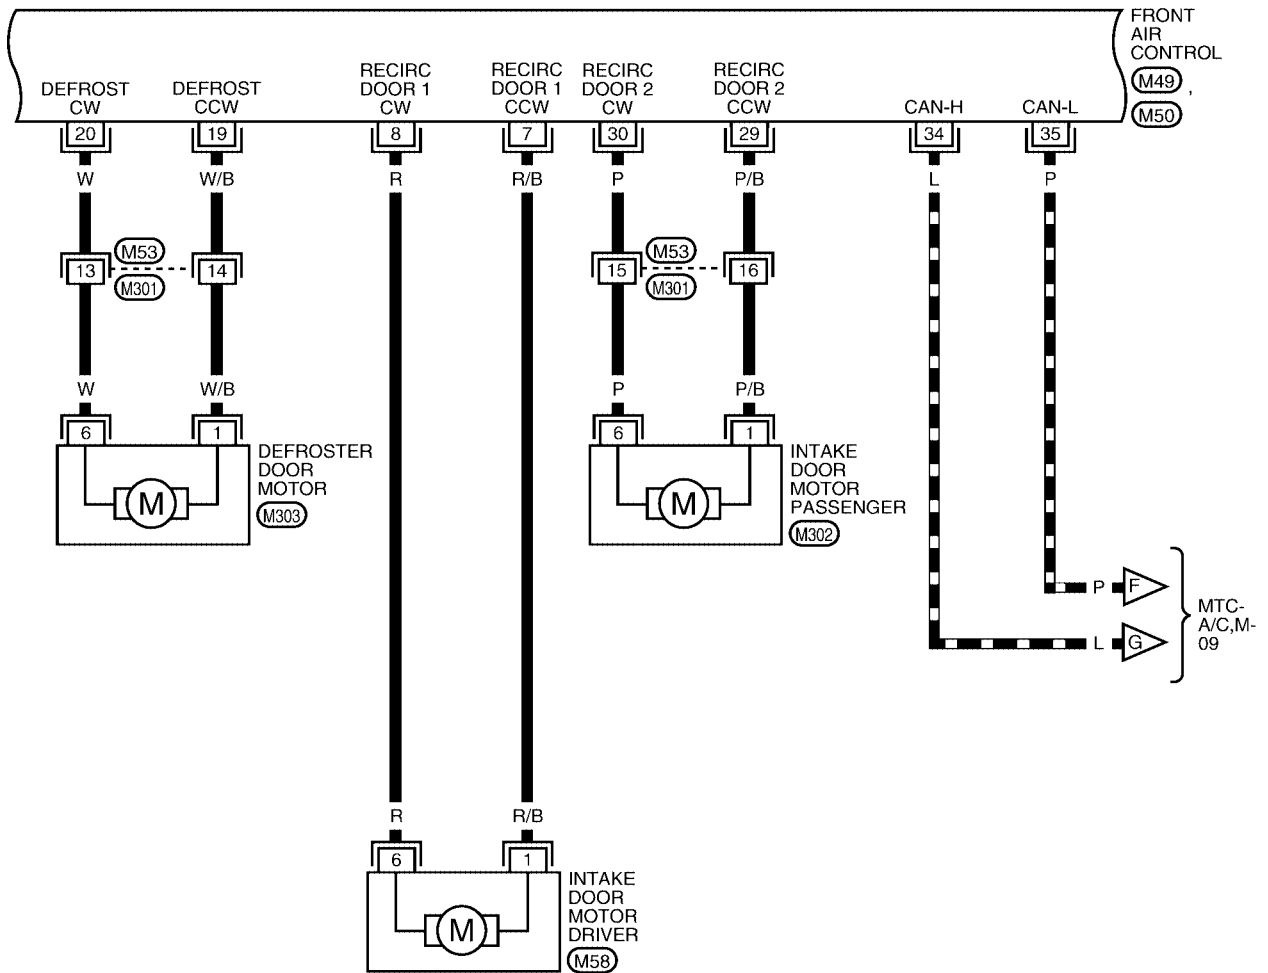 FRONT
AIR
CONTROL
M49 ,
M50
DEFROST
CW
DEFROST
CCW
RECIRC
DOOR 1
CW
RECIRC
DOOR 1
CCW
RECIRC
DOOR 2
CW
RECIRC
DOOR 2
CCW
CAN-H
CAN-L
20
19
8
7
30
29
34
35
W
W/B
R
R/B
P
P/B
L
P
13
M53
M301
14
15
M53
M301
16
W
W/B
P
P/B
6
1
M
DEFROSTER
DOOR
MOTOR
M303
6
1
M
INTAKE
DOOR
MOTOR
PASSENGER
M302
P
F
L
G
MTC-
A/C,M-
09
R
R/B
6
1
M
INTAKE
DOOR
MOTOR
DRIVER
M58